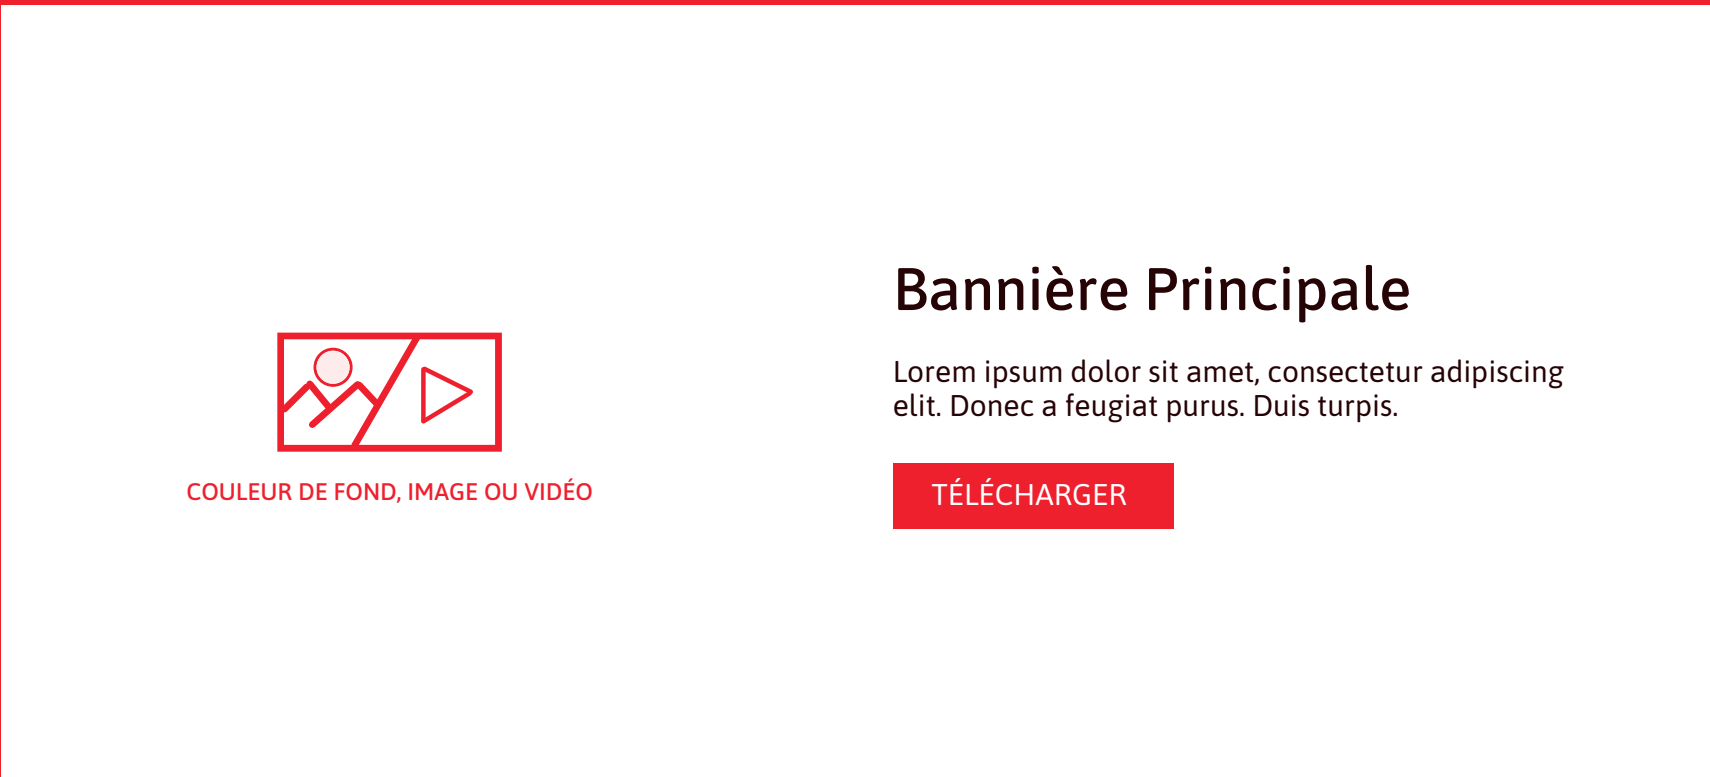 Bannière Principale
Lorem ipsum dolor sit amet, consectetur adipiscing
elit. Donec a feugiat purus. Duis turpis.
TÉLÉCHARGER
COULEUR DE FOND, IMAGE OU VIDÉO